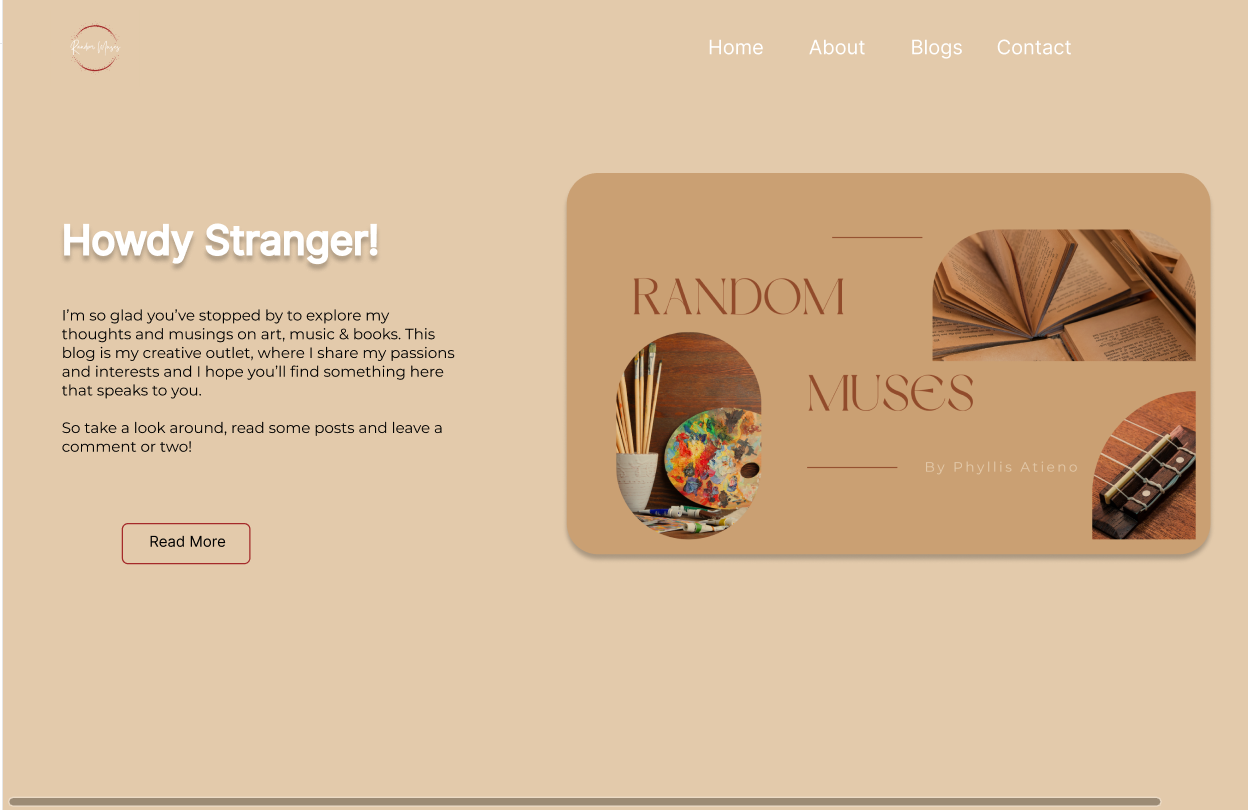 Random Muses
Home About Blogs Contact
Howdy Stranger!
I’m so glad you’ve stopped by to explore my
thoughts and musings on art, music & books. This
blog is my creative outlet, where I share my passions
and interests and I hope you’ll find something here
that speaks to you.
So take a look around, read some posts and leave a
comment or two!
Read More
RANDOM
MUSES
By Phyllis Atieno